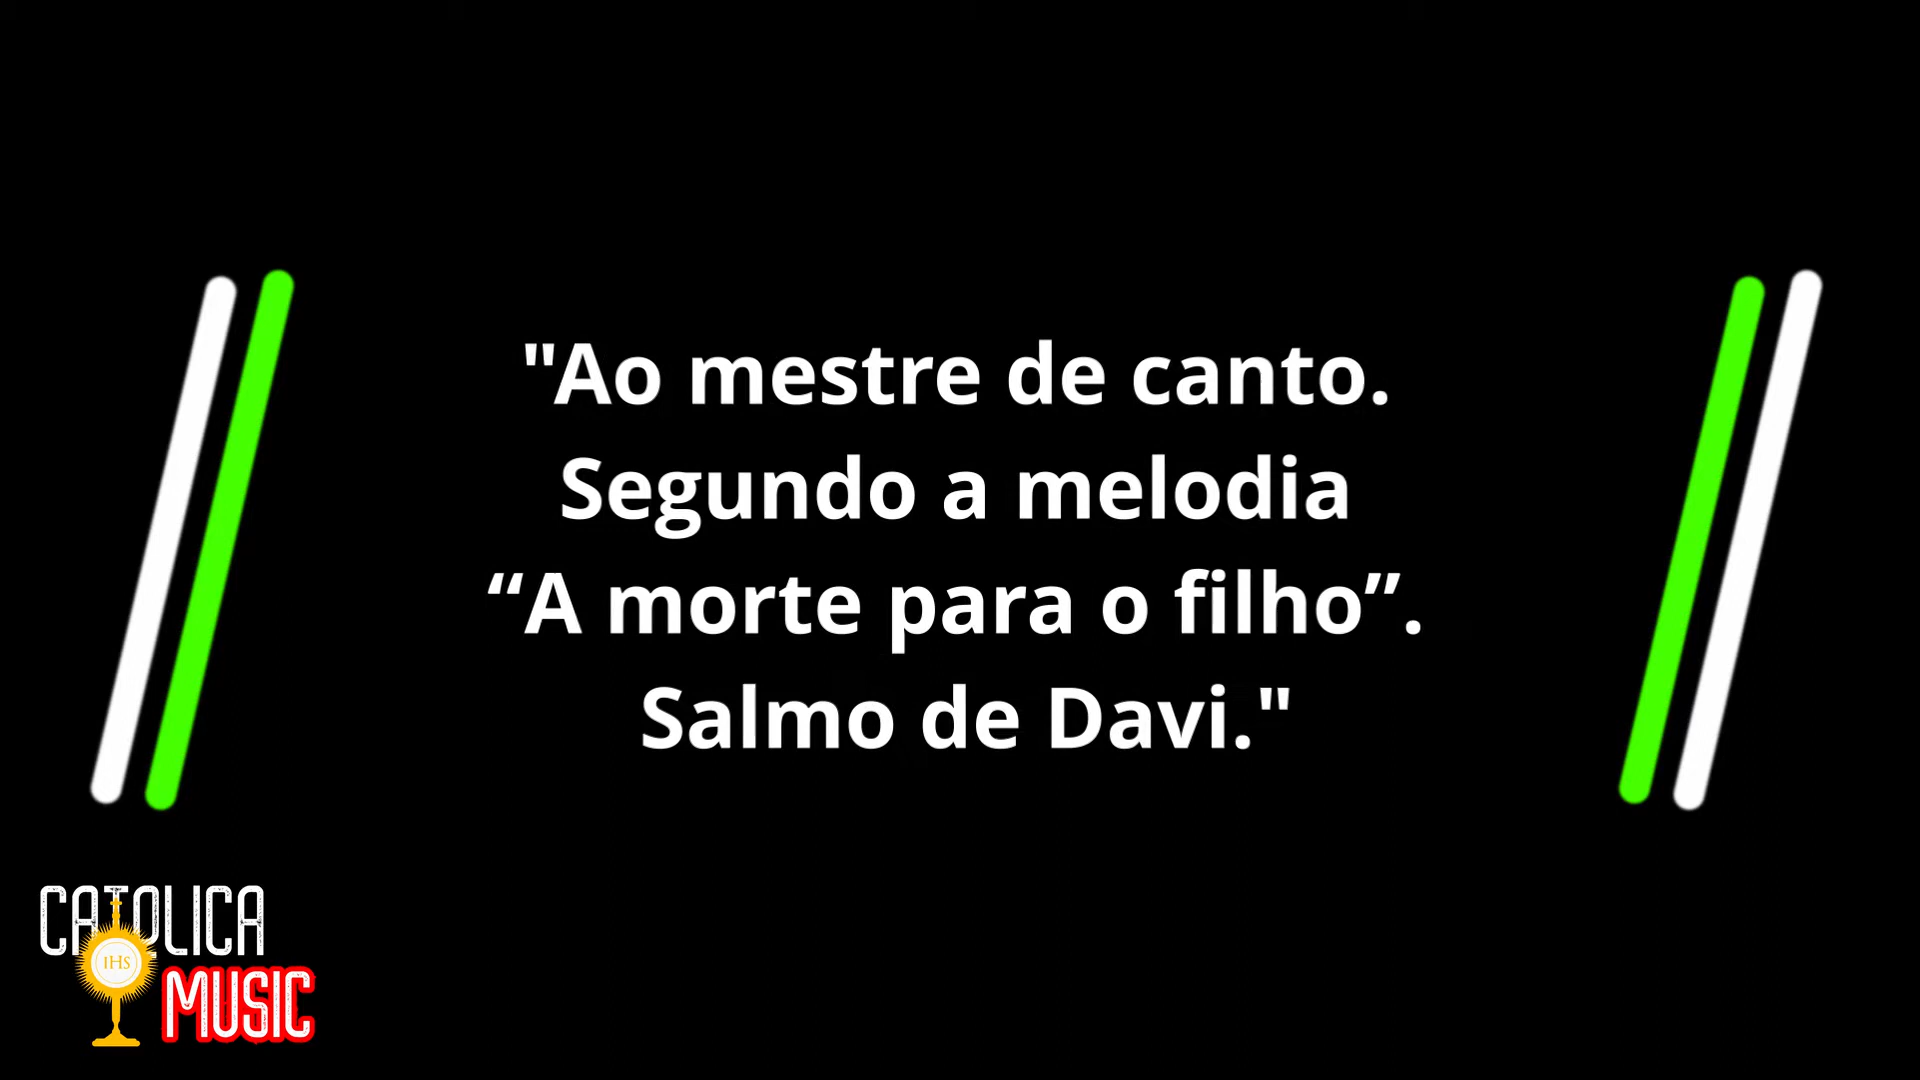 "Ao mestre de canto.
Segundo a melodia
“A morte para o filho”.
Salmo de Davi."
CATOLICA
IHS
MUSIC